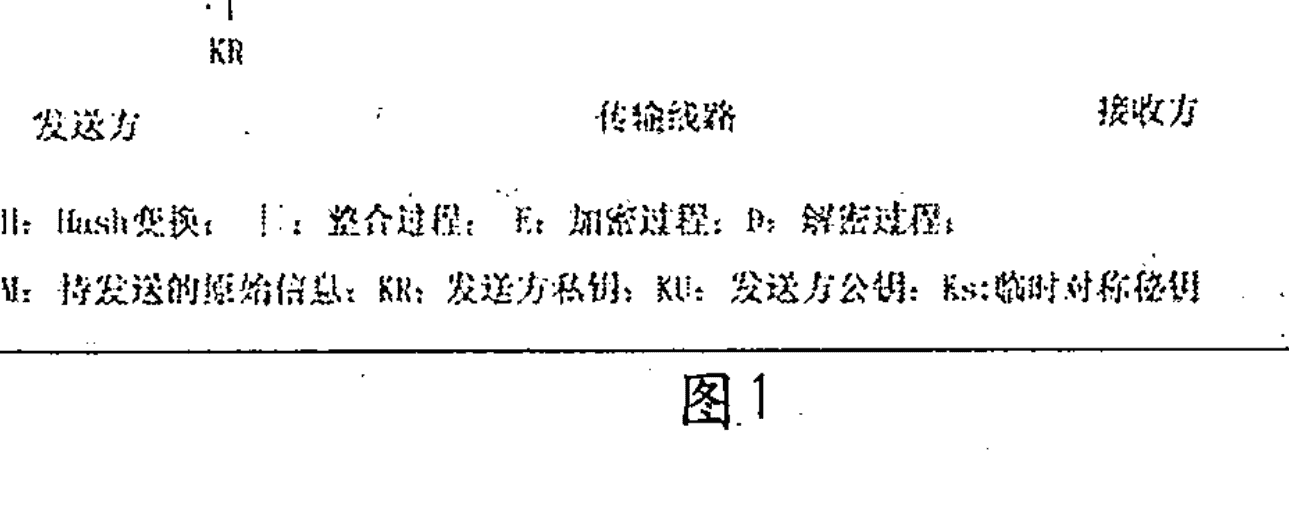 KR
发送方 传输线路 接收方
H: Hash变换; ||: 整合过程; E: 加密过程; D: 解密过程;
M: 待发送的原始信息; KR: 发送方私钥; KU: 发送方公钥; Ks:临时对称秘钥
图 1